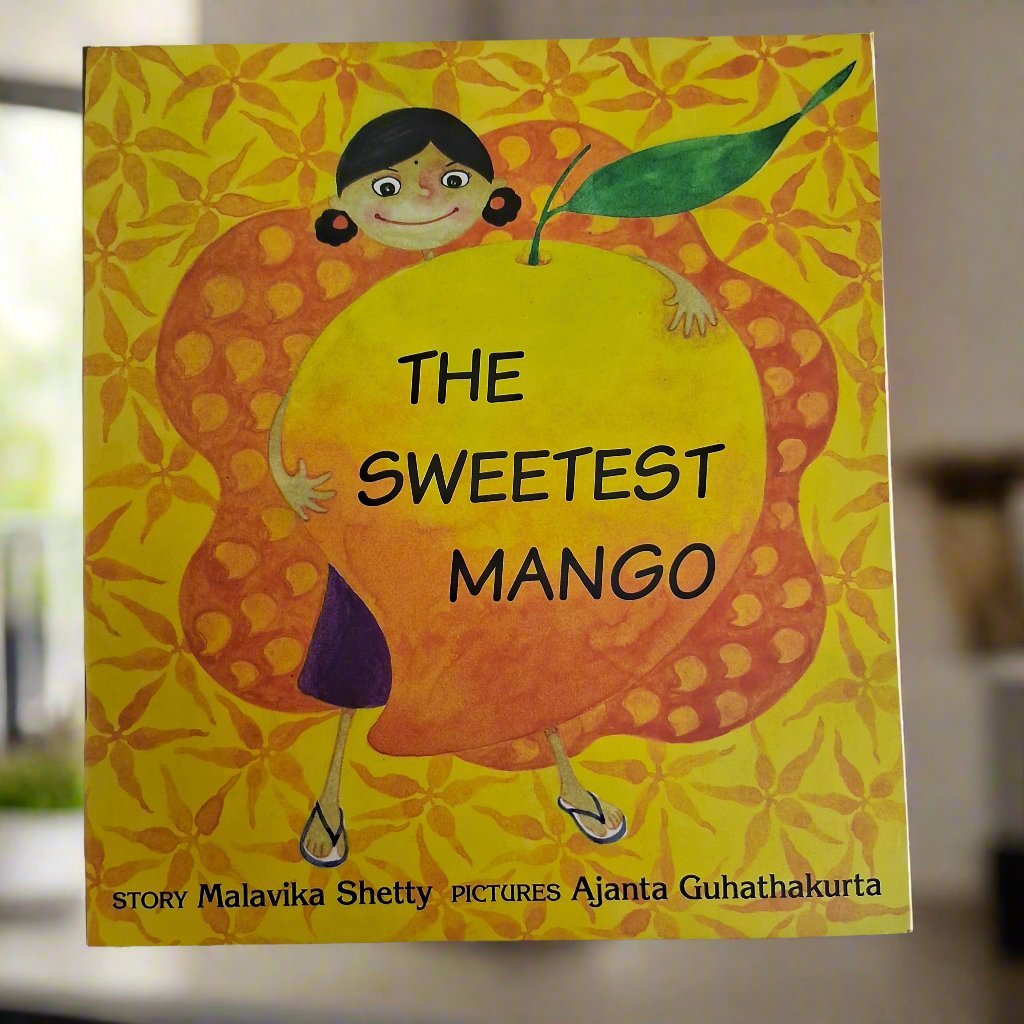 THE
SWEETEST
MANGO
STORY Malavika Shetty PICTURES Ajanta Guhathakurta